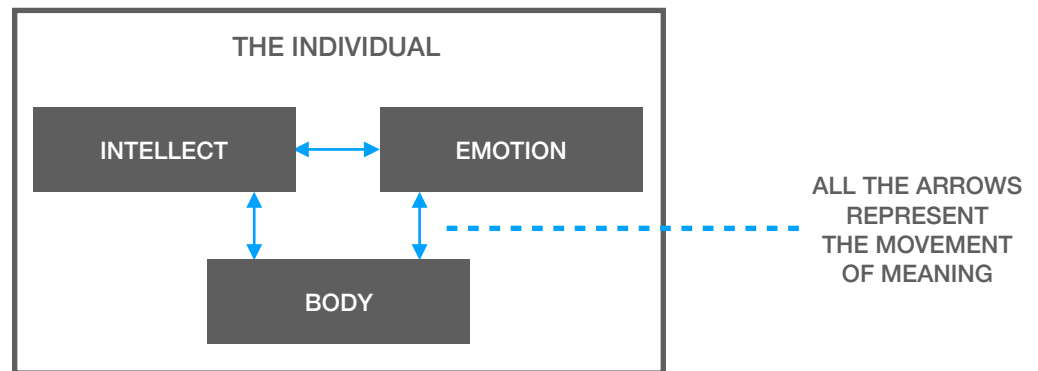 THE INDIVIDUAL
INTELLECT
EMOTION
BODY
ALL THE ARROWS
REPRESENT
THE MOVEMENT
OF MEANING